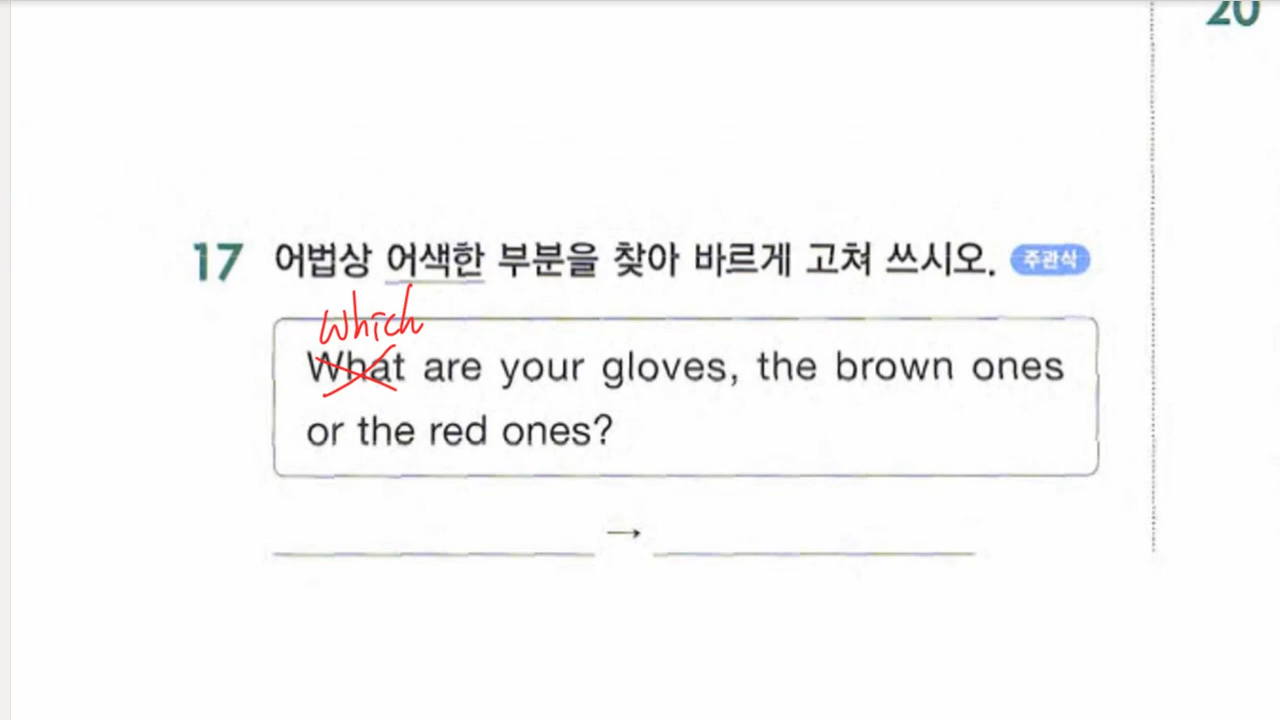 20
17 어법상 어색한 부분을 찾아 바르게 고쳐 쓰시오. 주관식
Which
What are your gloves, the brown ones
or the red ones?
→